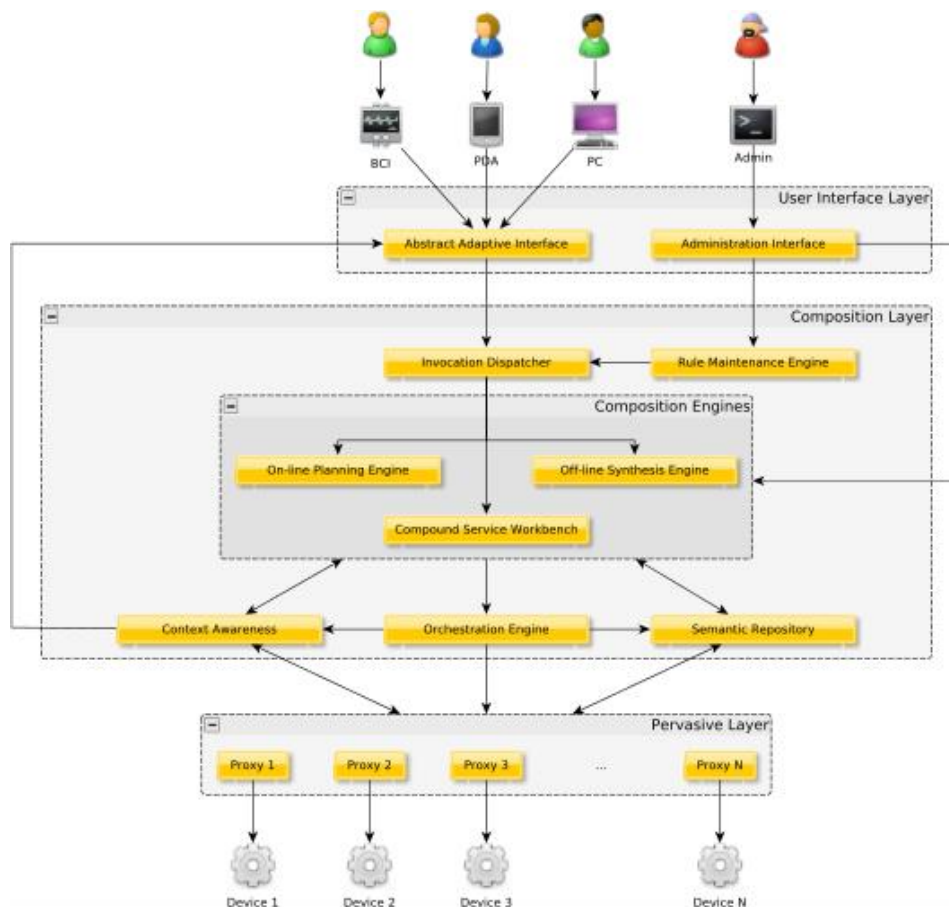 BCI
PDA
PC
Admin
User Interface Layer
Abstract Adaptive Interface
Administration Interface
Composition Layer
Invocation Dispatcher
Rule Maintenance Engine
Composition Engines
On-line Planning Engine
Off-line Synthesis Engine
Compound Service Workbench
Context Awareness
Orchestration Engine
Semantic Repository
Pervasive Layer
Proxy 1
Proxy 2
Proxy 3
...
Proxy N
Device 1
Device 2
Device 3
Device N